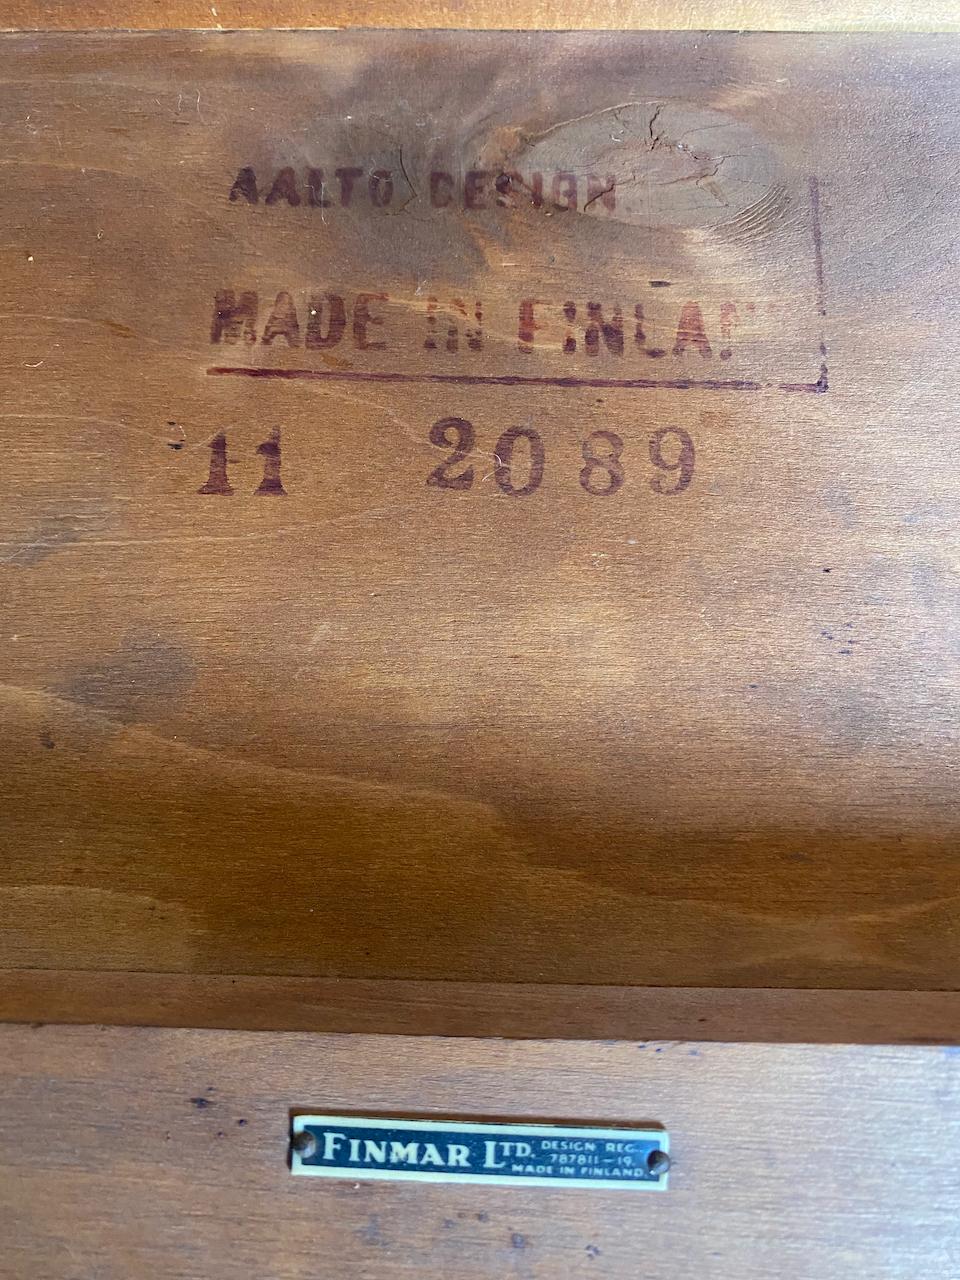 AALTO DESIGN
MADE IN FINLAN
11 2089
FINMAR LTD. DESIGN REG.
787811-19.
MADE IN FINLAND.